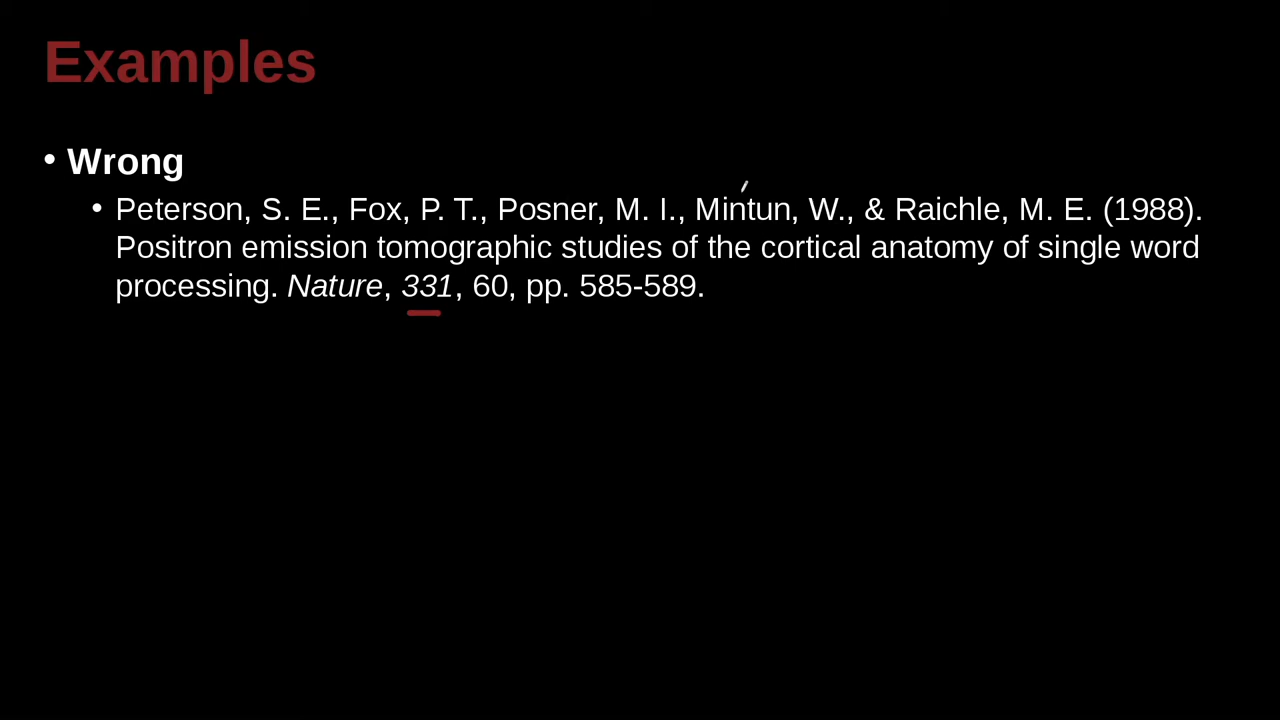 Examples
• Wrong
• Peterson, S. E., Fox, P. T., Posner, M. I., Mintun, W., & Raichle, M. E. (1988).
Positron emission tomographic studies of the cortical anatomy of single word
processing. Nature, 331, 60, pp. 585-589.